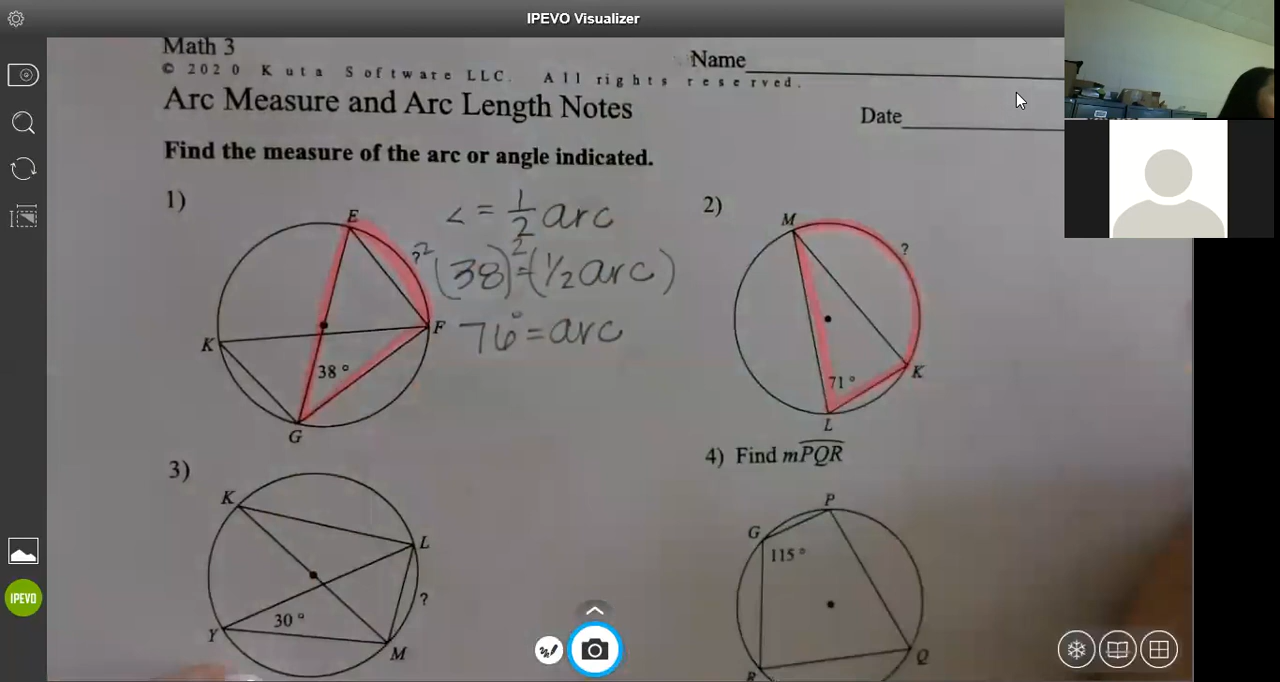 IPEVO Visualizer
Math 3
Name
© 2020 Kuta Software LLC. All rights reserved.
Arc Measure and Arc Length Notes
Date
Find the measure of the arc or angle indicated.
1)
E
?
F
K
38°
G
2
∠ = 1/2 arc
(38)2 = (1/2 arc)
76° = arc
2)
M
?
K
71°
L
3)
K
L
?
30°
Y
M
4) Find mPQR
P
G
115°
Q
R
IPEVO